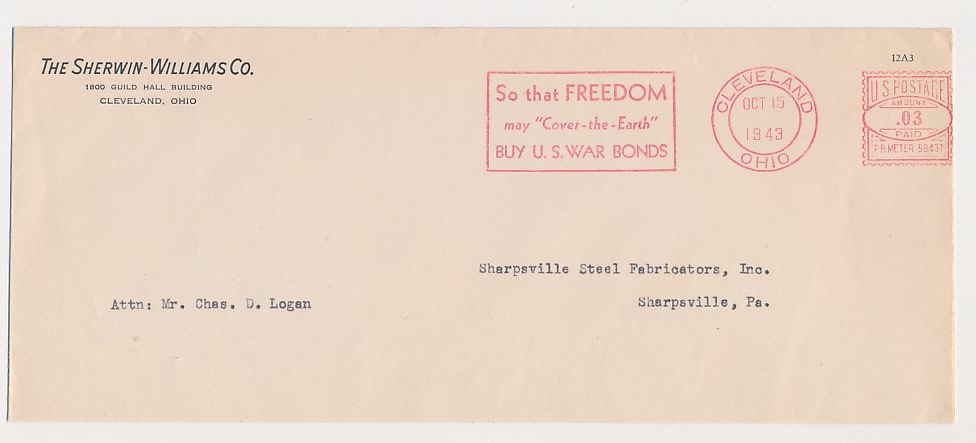 THE SHERWIN-WILLIAMS CO.
1800 GUILD HALL BUILDING
CLEVELAND, OHIO
So that FREEDOM
may "Cover-the-Earth"
BUY U. S. WAR BONDS
CLEVELAND
OCT 15
1943
OHIO
12A3
U.S. POSTAGE
AMOUNT
.03
PAID
P.B. METER 58437
Sharpsville Steel Fabricators, Inc.
Sharpsville, Pa.
Attn: Mr. Chas. D. Logan